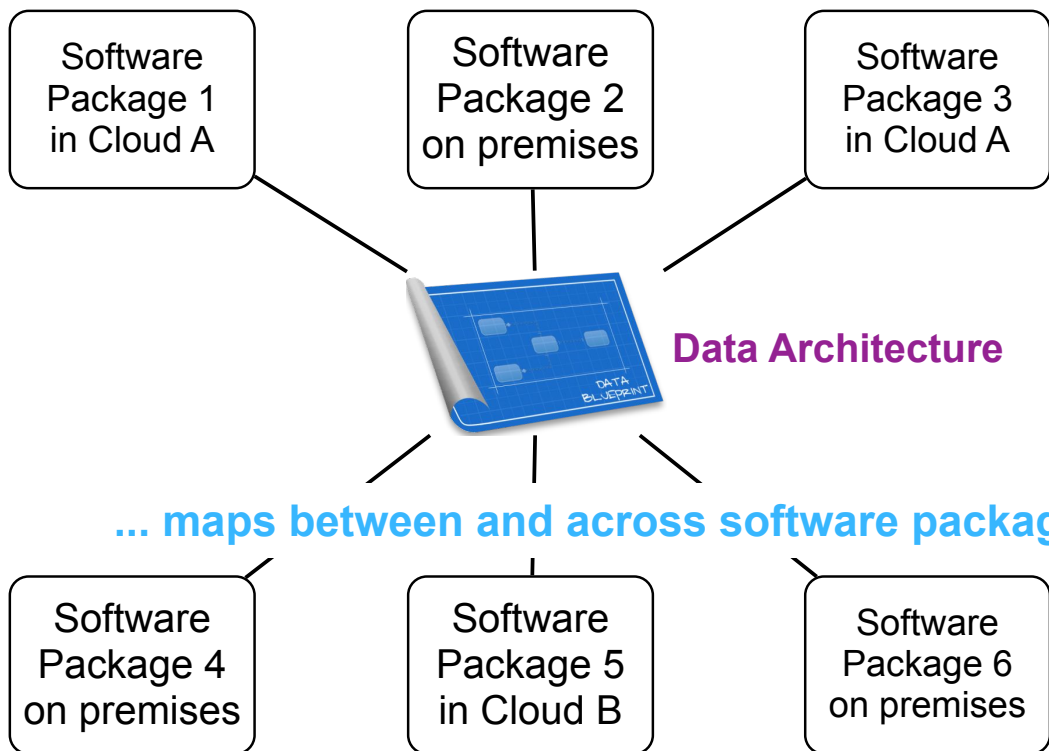 Software
Package 1
in Cloud A
Software
Package 2
on premises
Software
Package 3
in Cloud A
DATA
BLUEPRINT
Data Architecture
... maps between and across software packag
Software
Package 4
on premises
Software
Package 5
in Cloud B
Software
Package 6
on premises